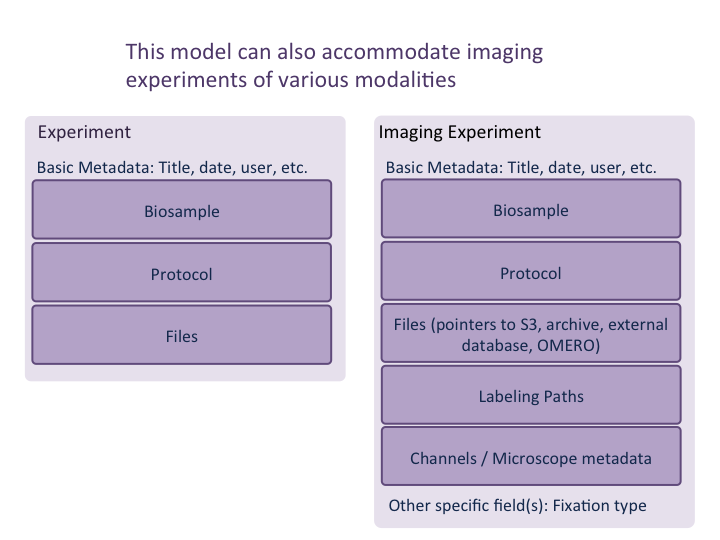 This model can also accommodate imaging
experiments of various modalities
Experiment
Basic Metadata: Title, date, user, etc.
Biosample
Protocol
Files
Imaging Experiment
Basic Metadata: Title, date, user, etc.
Biosample
Protocol
Files (pointers to S3, archive, external
database, OMERO)
Labeling Paths
Channels / Microscope metadata
Other specific field(s): Fixation type